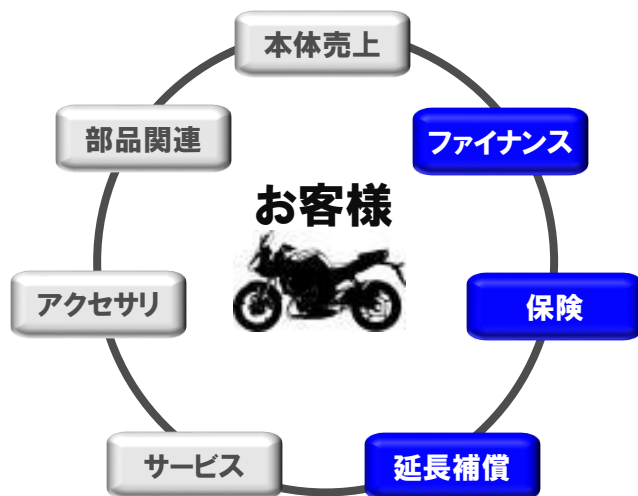 本体売上
部品関連
ファイナンス
お客様
アクセサリ
保険
サービス
延長補償